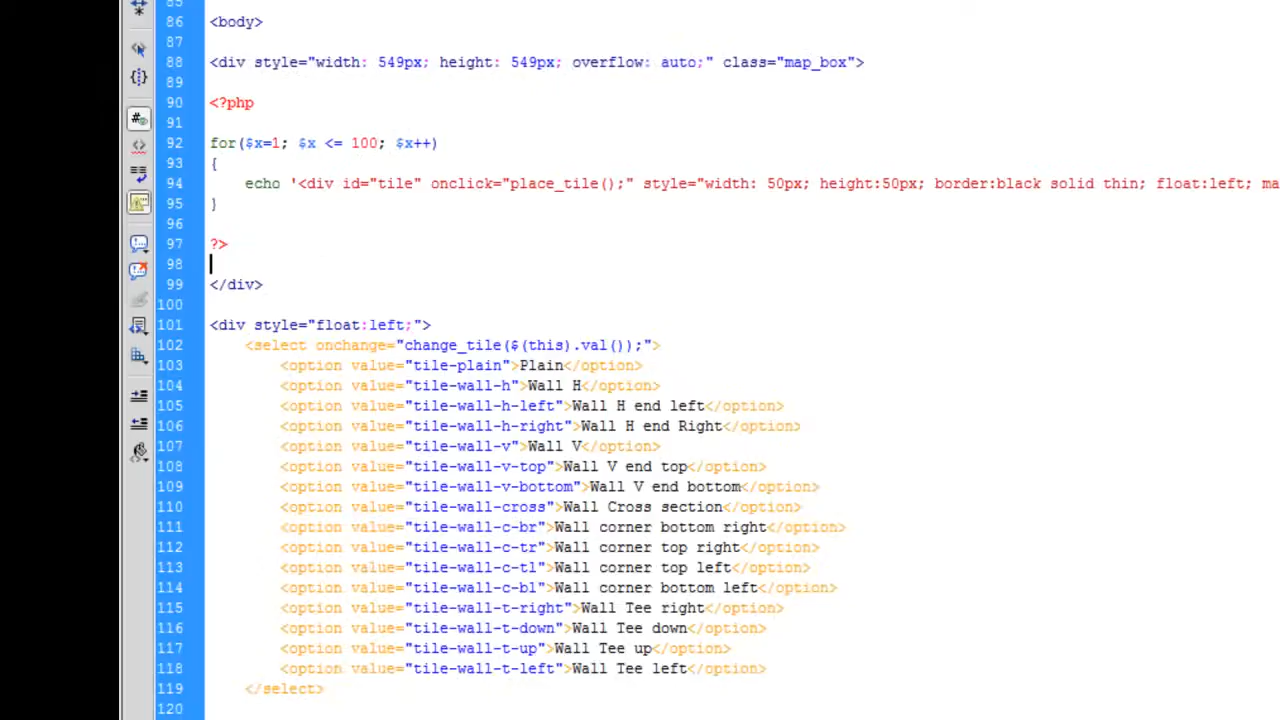 85
86 <body>
87
88 <div style="width: 549px; height: 549px; overflow: auto;" class="map_box">
89
90 <?php
91
92 for($x=1; $x <= 100; $x++)
93 {
94 echo '<div id="tile" onclick="place_tile();" style="width: 50px; height:50px; border:black solid thin; float:left; ma
95 }
96
97 ?>
98
99 </div>
100
101 <div style="float:left;">
102 <select onchange="change_tile($(this).val());">
103 <option value="tile-plain">Plain</option>
104 <option value="tile-wall-h">Wall H</option>
105 <option value="tile-wall-h-left">Wall H end left</option>
106 <option value="tile-wall-h-right">Wall H end Right</option>
107 <option value="tile-wall-v">Wall V</option>
108 <option value="tile-wall-v-top">Wall V end top</option>
109 <option value="tile-wall-v-bottom">Wall V end bottom</option>
110 <option value="tile-wall-cross">Wall Cross section</option>
111 <option value="tile-wall-c-br">Wall corner bottom right</option>
112 <option value="tile-wall-c-tr">Wall corner top right</option>
113 <option value="tile-wall-c-tl">Wall corner top left</option>
114 <option value="tile-wall-c-bl">Wall corner bottom left</option>
115 <option value="tile-wall-t-right">Wall Tee right</option>
116 <option value="tile-wall-t-down">Wall Tee down</option>
117 <option value="tile-wall-t-up">Wall Tee up</option>
118 <option value="tile-wall-t-left">Wall Tee left</option>
119 </select>
120